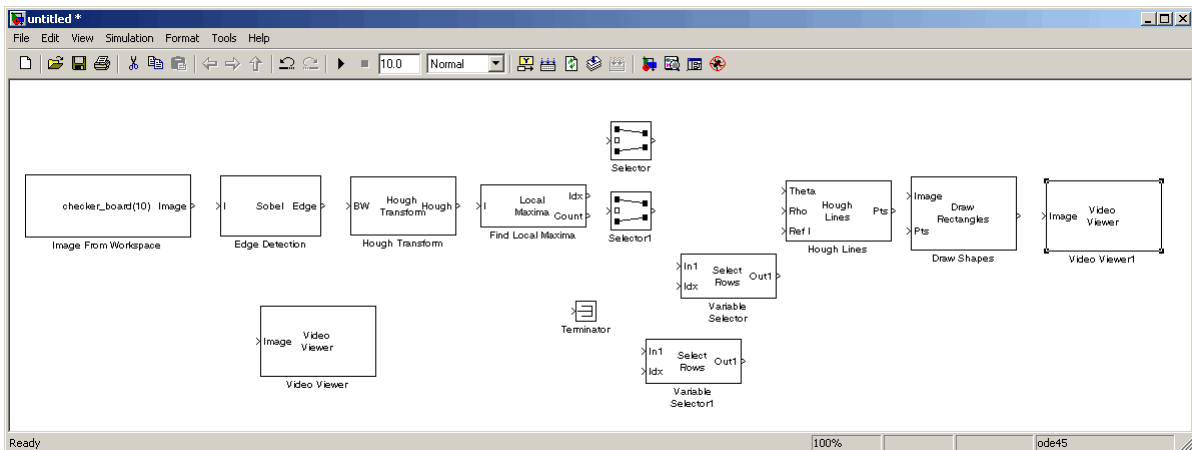 untitled *
File Edit View Simulation Format Tools Help
10.0 Normal
Selector
checker_board(10) Image
Image From Workspace
I Sobel Edge
Edge Detection
BW Hough Transform Hough
Hough Transform
I Local Maxima Idx Count
Find Local Maxima
Selector1
Theta
Rho
Ref I
Hough Lines
Pts
Hough Lines
Image
Pts
Draw Rectangles
Draw Shapes
Image Video Viewer
Video Viewer1
In1
Idx
Select Rows
Out1
Variable Selector
Terminator
Image Video Viewer
Video Viewer
In1
Idx
Select Rows
Out1
Variable Selector1
Ready 100% ode45